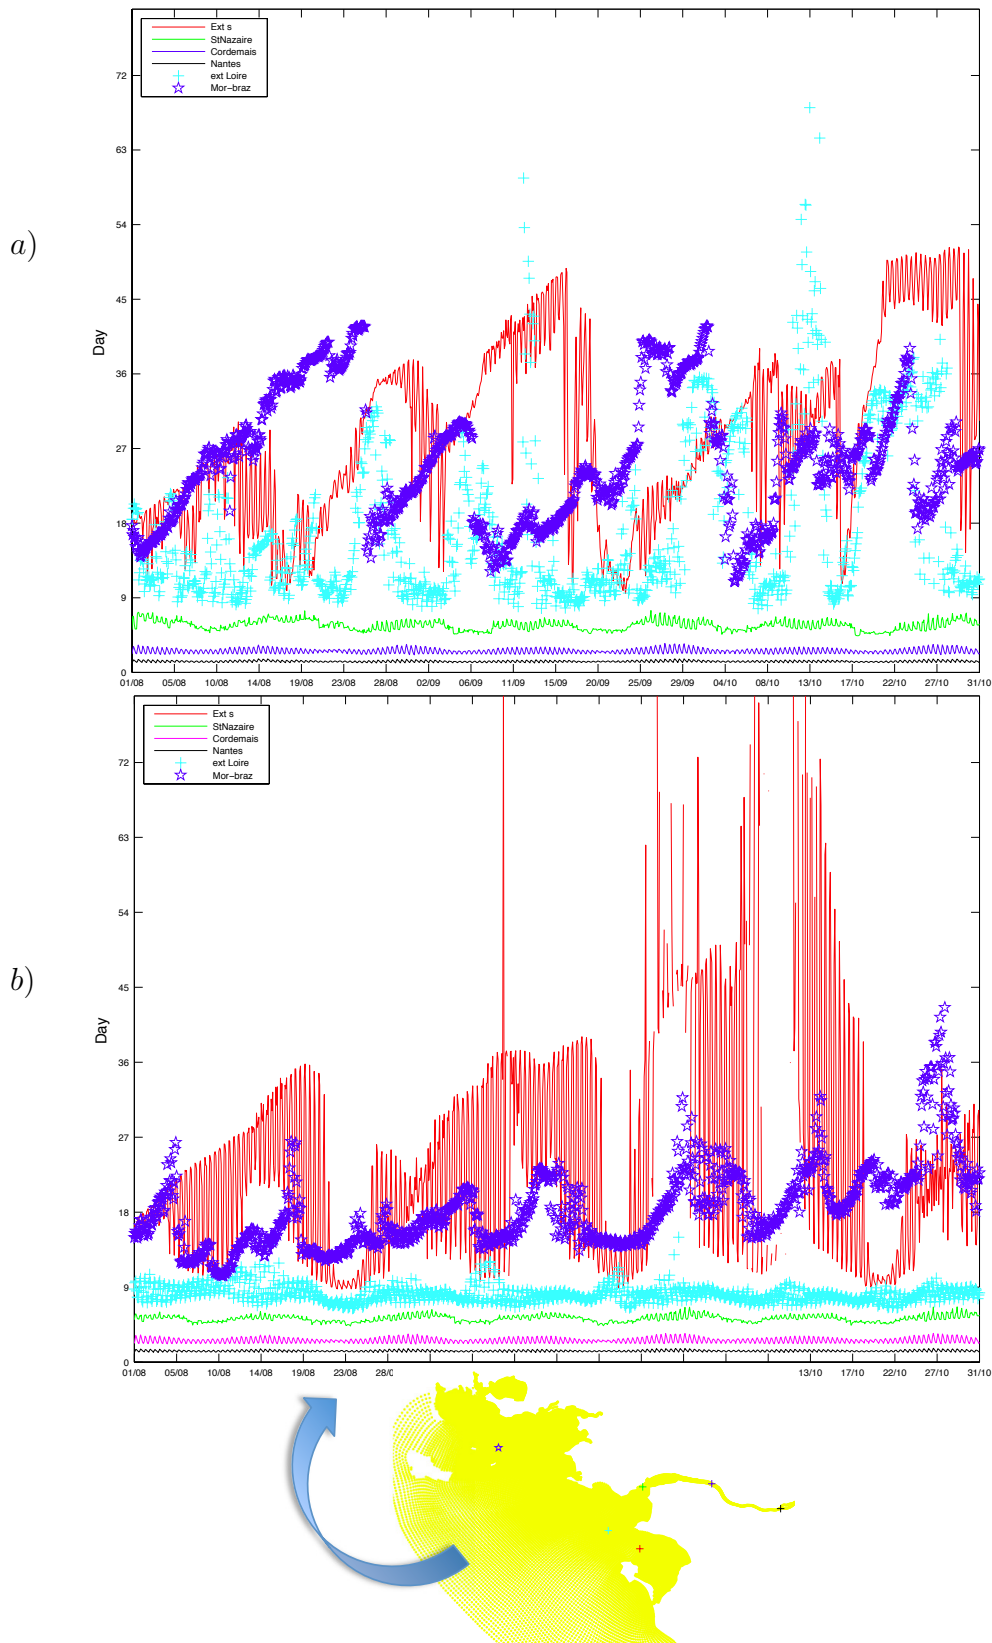 Ext s
StNazaire
Cordemais
Nantes
ext Loire
Mor-braz
72
63
54
45
36
27
18
9
0
Day
a)
01/08 05/08 10/08 14/08 19/08 23/08 28/08 02/09 06/09 11/09 15/09 20/09 25/09 29/09 04/10 08/10 13/10 17/10 22/10 27/10 31/10
Ext s
StNazaire
Cordemais
Nantes
ext Loire
Mor-braz
72
63
54
45
36
27
18
9
0
Day
b)
01/08 05/08 10/08 14/08 19/08 23/08 28/0 13/10 17/10 22/10 27/10 31/10